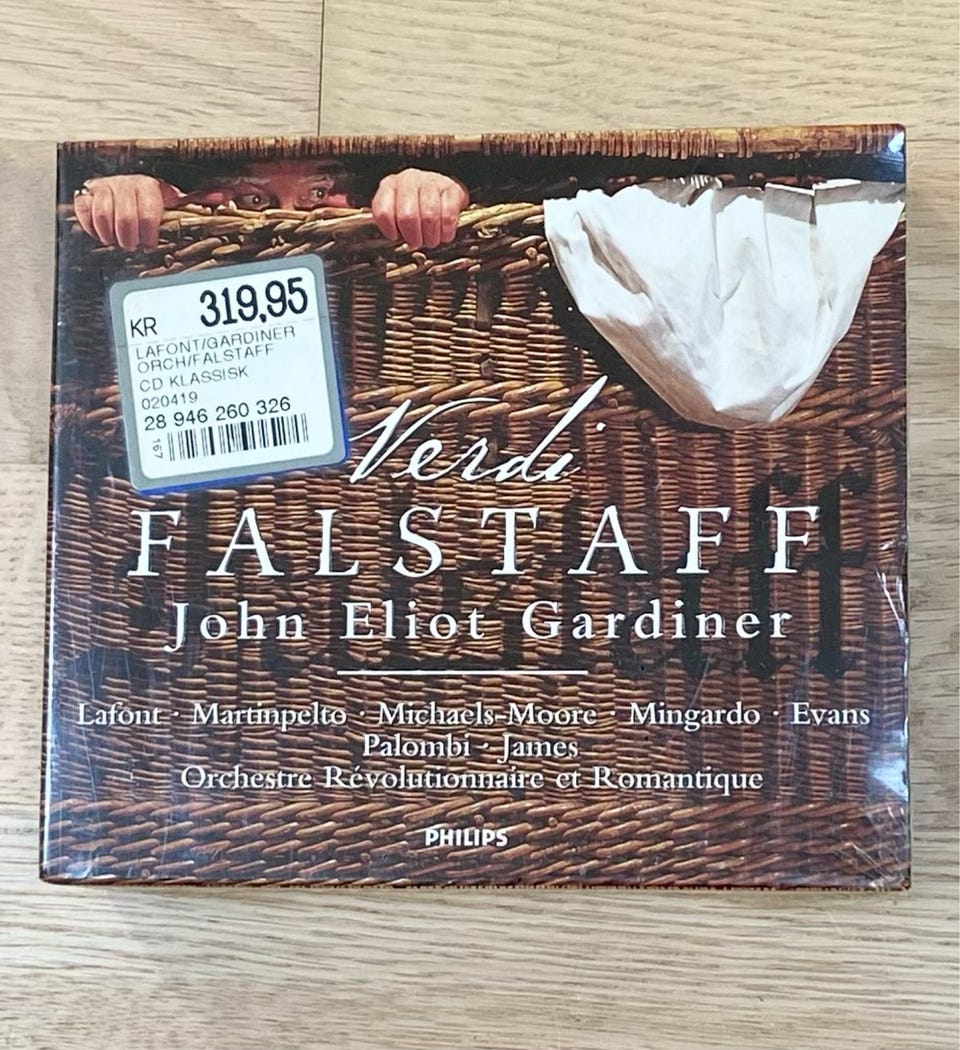 KR 319,95
LAFONT/GARDINER
ORCH/FALSTAFF
CD KLASSISK
020419
28 946 260 326
167
Verdi
FALSTAFF
John Eliot Gardiner
Lafont · Martinpelto · Michaels-Moore · Mingardo · Evans
Palombi · James
Orchestre Révolutionnaire et Romantique
PHILIPS